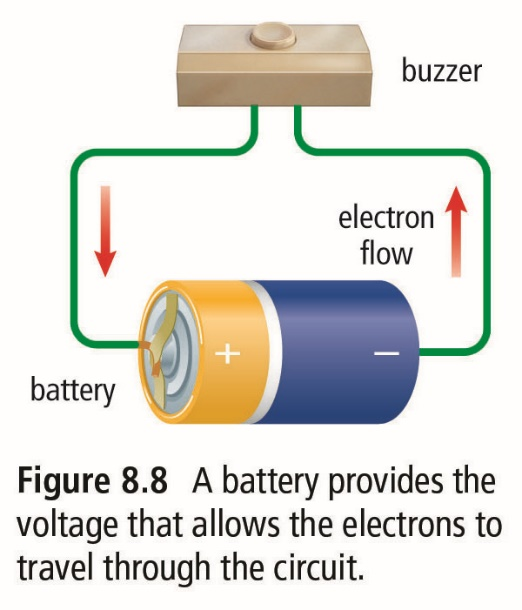 buzzer
electron
flow
+
−
battery
Figure 8.8 A battery provides the
voltage that allows the electrons to
travel through the circuit.